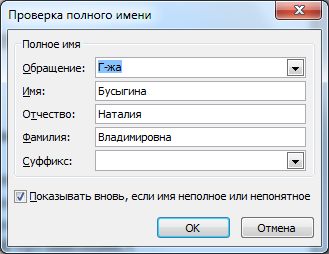 Проверка полного имени
Полное имя
Обращение: Г-жа
Имя: Бусыгина
Отчество: Наталия
Фамилия: Владимировна
Суффикс:
Показывать вновь, если имя неполное или непонятное
ОК Отмена